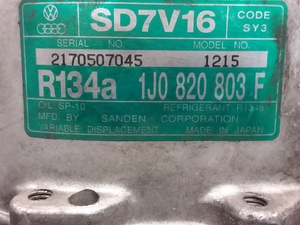 SD7V16 CODE
SY3
SERIAL NO. MODEL NO.
2170507045 1215
R134a 1J0 820 803 F
OIL SP-10 REFRIGERANT R134a
MFD. BY SANDEN CORPORATION
VARIABLE DISPLACEMENT MADE IN JAPAN